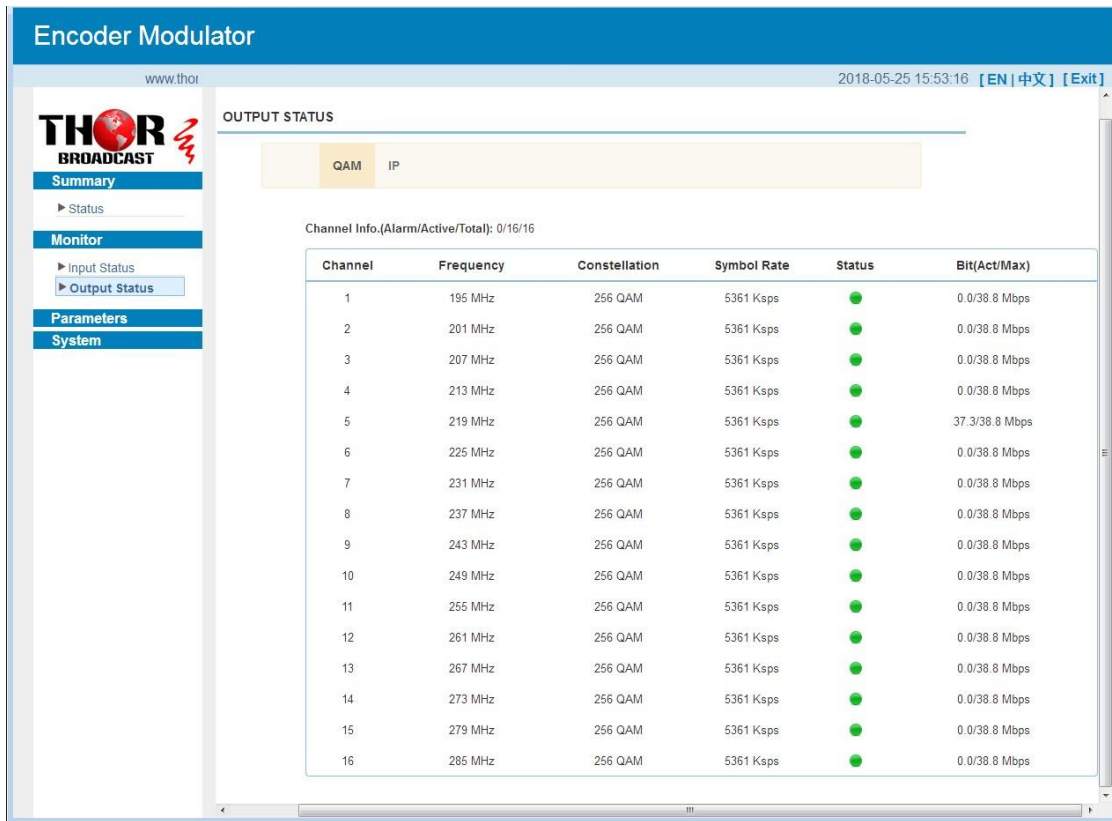 Encoder Modulator
www.thor
2018-05-25 15:53:16 [ EN | 中文 ] [ Exit ]
THOR
BROADCAST
Summary
Status
Monitor
Input Status
Output Status
Parameters
System
OUTPUT STATUS
QAM IP
Channel Info.(Alarm/Active/Total): 0/16/16
Channel Frequency Constellation Symbol Rate Status Bit(Act/Max)
1 195 MHz 256 QAM 5361 Ksps 0.0/38.8 Mbps
2 201 MHz 256 QAM 5361 Ksps 0.0/38.8 Mbps
3 207 MHz 256 QAM 5361 Ksps 0.0/38.8 Mbps
4 213 MHz 256 QAM 5361 Ksps 0.0/38.8 Mbps
5 219 MHz 256 QAM 5361 Ksps 37.3/38.8 Mbps
6 225 MHz 256 QAM 5361 Ksps 0.0/38.8 Mbps
7 231 MHz 256 QAM 5361 Ksps 0.0/38.8 Mbps
8 237 MHz 256 QAM 5361 Ksps 0.0/38.8 Mbps
9 243 MHz 256 QAM 5361 Ksps 0.0/38.8 Mbps
10 249 MHz 256 QAM 5361 Ksps 0.0/38.8 Mbps
11 255 MHz 256 QAM 5361 Ksps 0.0/38.8 Mbps
12 261 MHz 256 QAM 5361 Ksps 0.0/38.8 Mbps
13 267 MHz 256 QAM 5361 Ksps 0.0/38.8 Mbps
14 273 MHz 256 QAM 5361 Ksps 0.0/38.8 Mbps
15 279 MHz 256 QAM 5361 Ksps 0.0/38.8 Mbps
16 285 MHz 256 QAM 5361 Ksps 0.0/38.8 Mbps